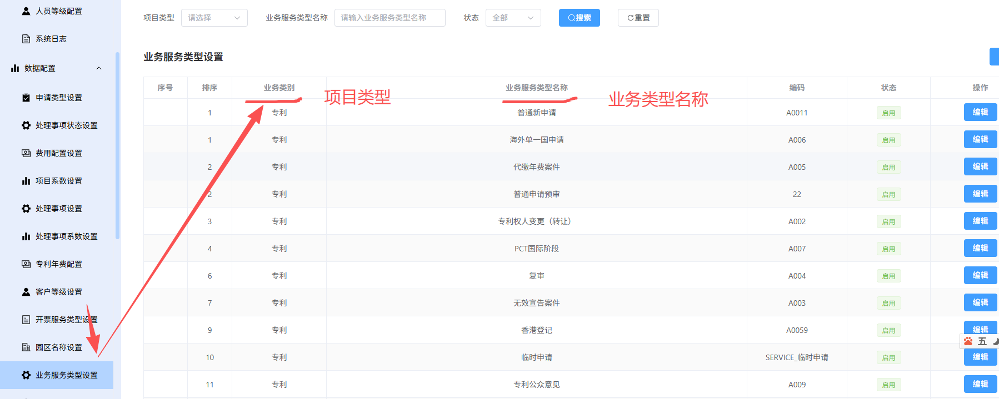 人员等级配置
系统日志
数据配置
申请类型设置
处理事项状态设置
费用配置设置
项目系数设置
处理事项设置
处理事项系数设置
专利年费配置
客户等级设置
开票服务类型设置
园区名称设置
业务服务类型设置
项目类型 请选择 业务服务类型名称 请输入业务服务类型名称 状态 全部 搜索 重置
业务服务类型设置
序号 排序 业务类别 业务服务类型名称 编码 状态 操作
项目类型 业务类型名称
1 专利 普通新申请 A0011 启用 编辑
1 专利 海外单一国申请 A006 启用 编辑
2 专利 代缴年费案件 A005 启用 编辑
2 专利 普通申请预审 22 启用 编辑
3 专利 专利权人变更（转让） A002 启用 编辑
4 专利 PCT国际阶段 A007 启用 编辑
6 专利 复审 A004 启用 编辑
7 专利 无效宣告案件 A003 启用 编辑
9 专利 香港登记 A0059 启用 编辑
五
10 专利 临时申请 SERVICE_临时申请 启用 编辑
11 专利 专利公众意见 A009 启用 编辑